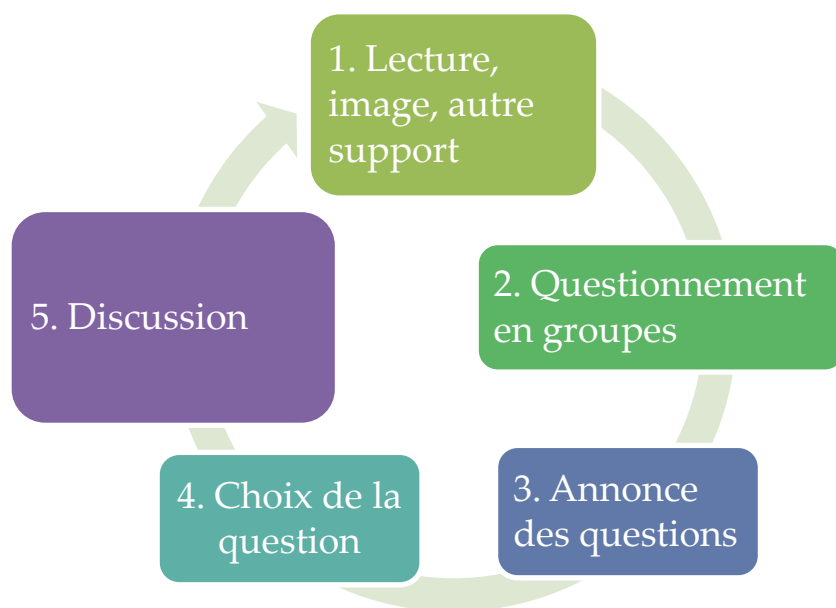 1. Lecture,
image, autre
support
2. Questionnement
en groupes
3. Annonce
des questions
4. Choix de la
question
5. Discussion